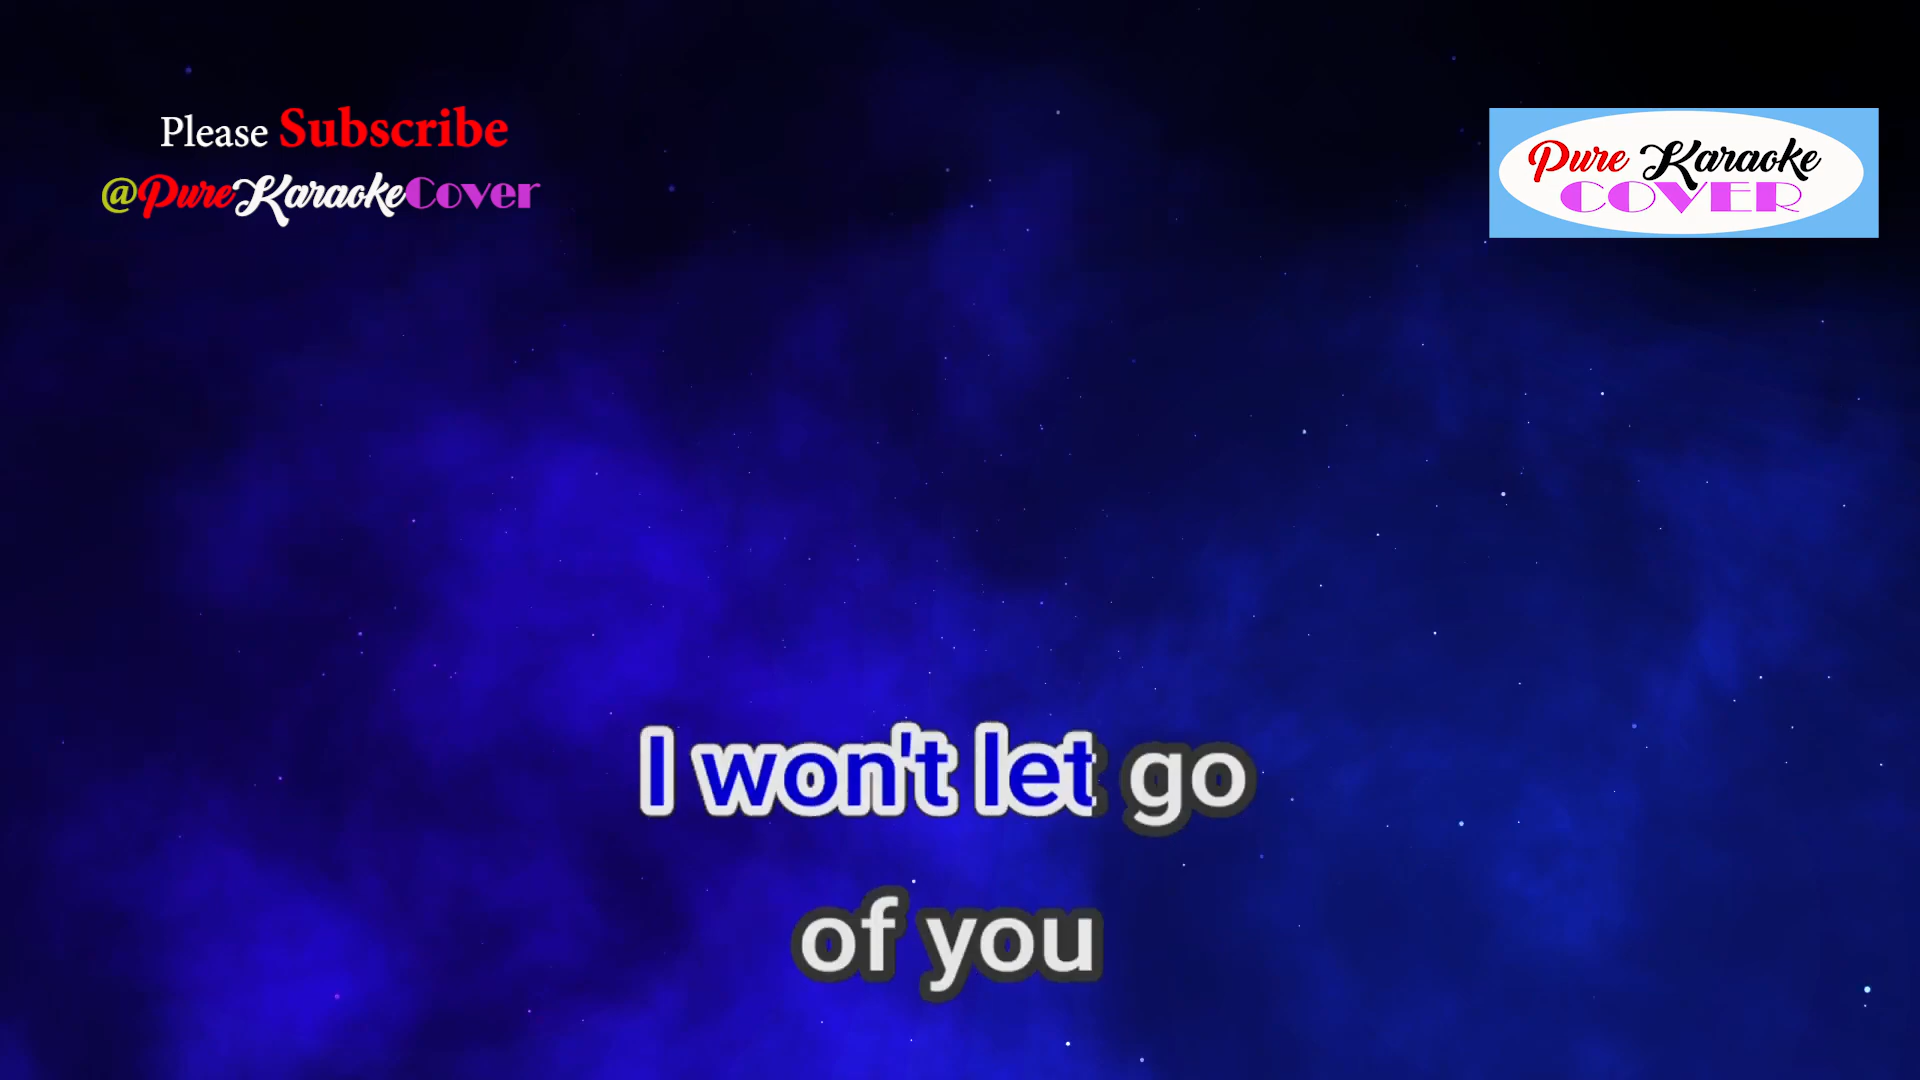 Please Subscribe
@PureKaraokeCover
Pure Karaoke
COVER
I won't let go
of you